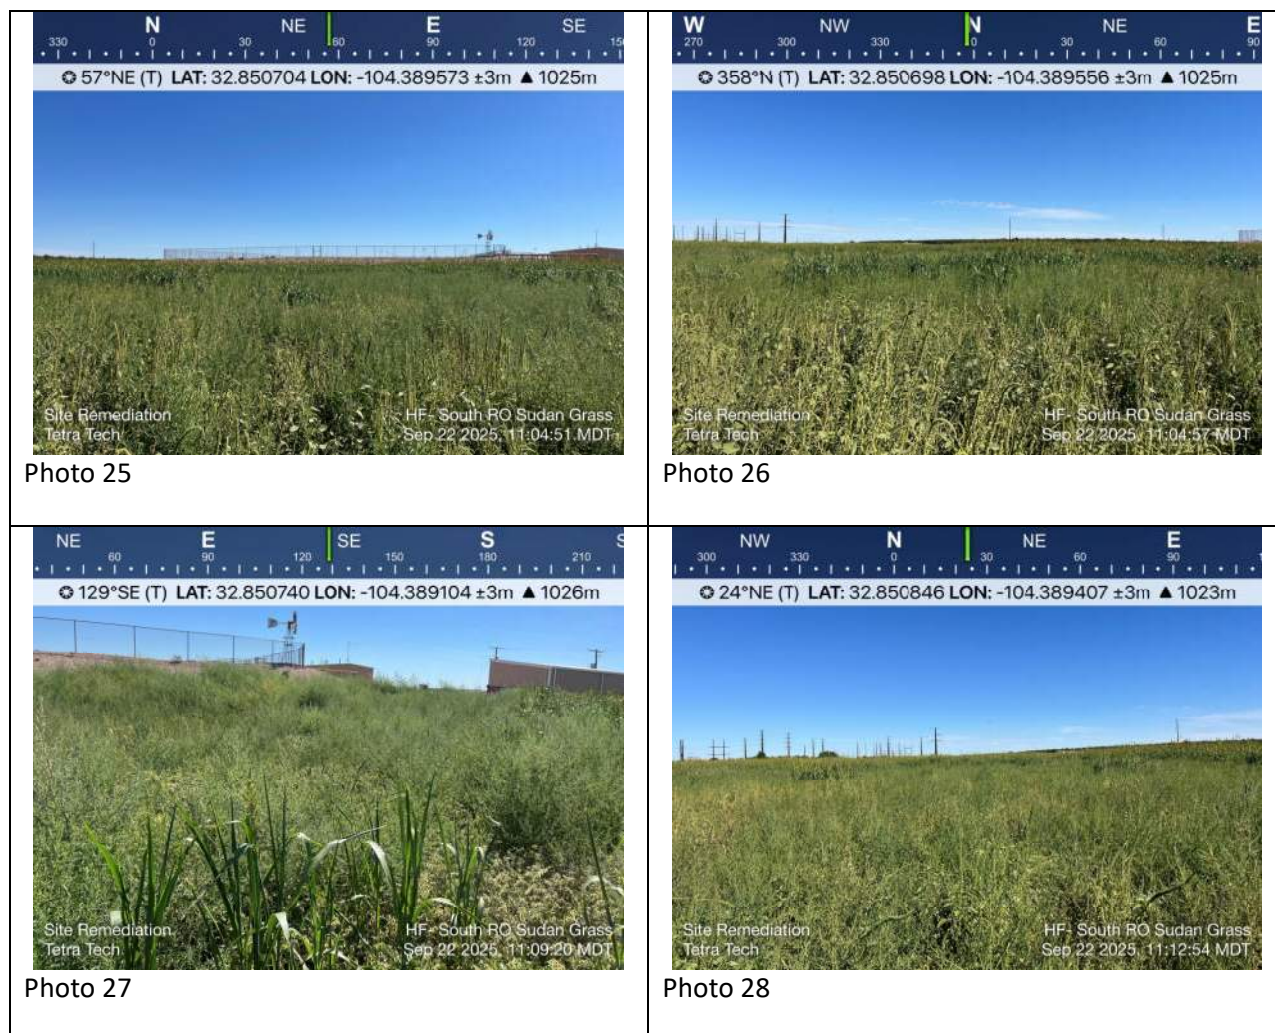 N NE E SE
330 0 30 60 90 120 15
57°NE (T) LAT: 32.850704 LON: -104.389573 ±3m ▲ 1025m
Site Remediation
Tetra Tech
HF- South RO Sudan Grass
Sep 22 2025, 11:04:51 MDT
Photo 25
W NW N NE E
270 300 330 0 30 60 90
358°N (T) LAT: 32.850698 LON: -104.389556 ±3m ▲ 1025m
Site Remediation
Tetra Tech
HF- South RO Sudan Grass
Sep 22 2025, 11:04:57 MDT
Photo 26
NE E SE S S
60 90 120 150 180 210
129°SE (T) LAT: 32.850740 LON: -104.389104 ±3m ▲ 1026m
Site Remediation
Tetra Tech
HF- South RO Sudan Grass
Sep 22 2025, 11:09:20 MDT
Photo 27
NW N NE E
300 330 0 30 60 90 1
24°NE (T) LAT: 32.850846 LON: -104.389407 ±3m ▲ 1023m
Site Remediation
Tetra Tech
HF- South RO Sudan Grass
Sep 22 2025, 11:12:54 MDT
Photo 28